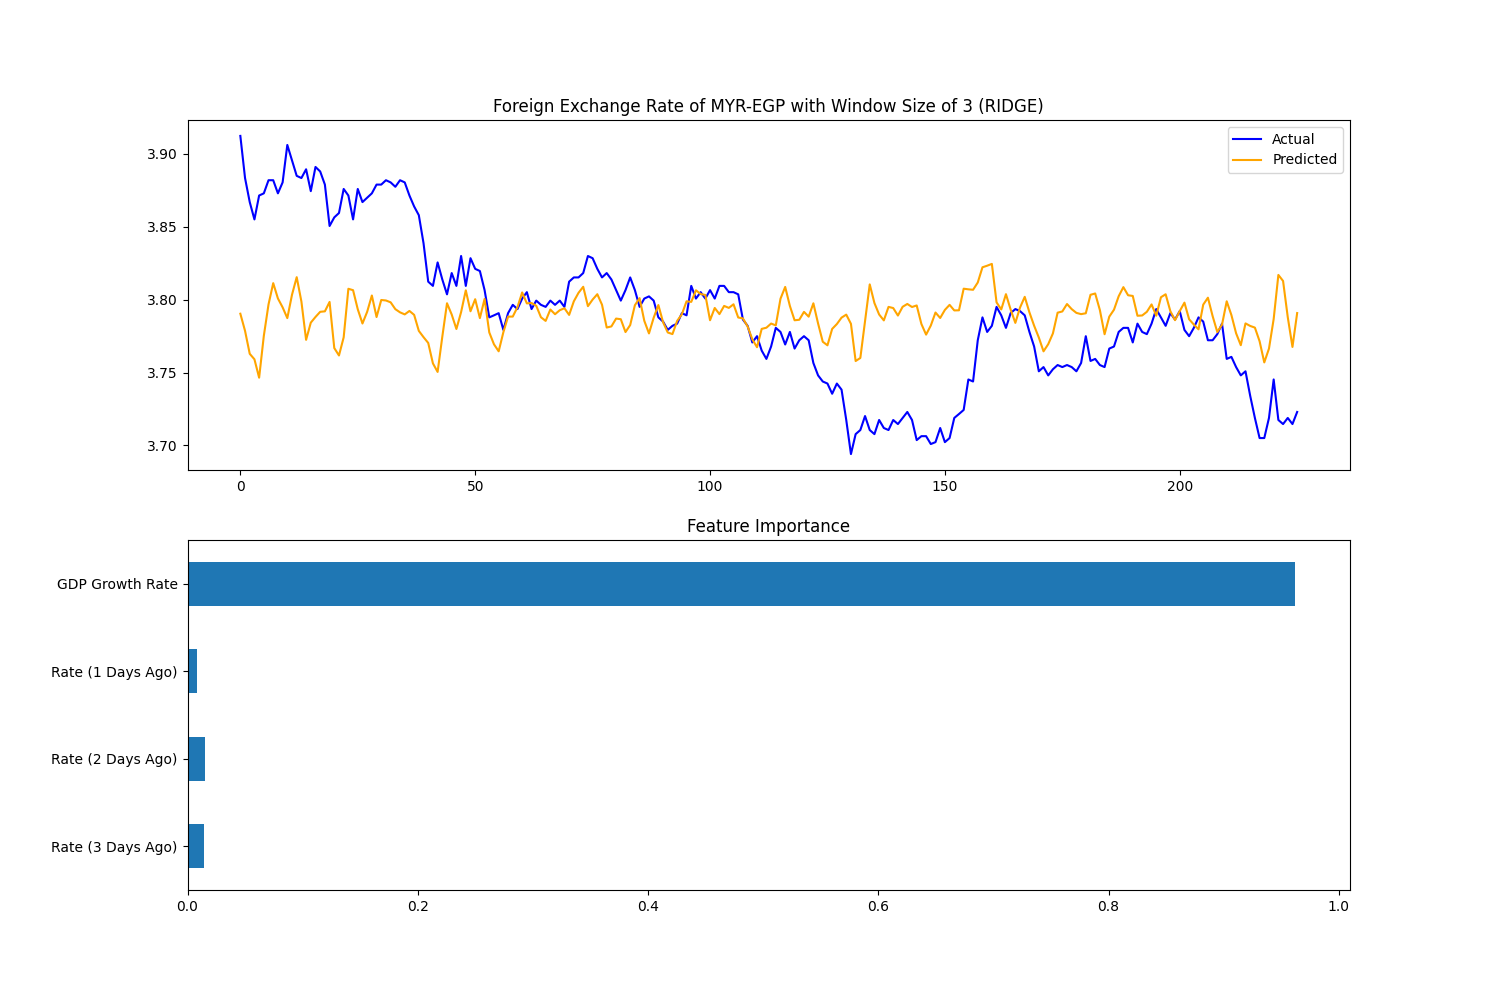 Foreign Exchange Rate of MYR-EGP with Window Size of 3 (RIDGE)
Actual
Predicted
3.90
3.85
3.80
3.75
3.70
0 50 100 150 200
Feature Importance
GDP Growth Rate
Rate (1 Days Ago)
Rate (2 Days Ago)
Rate (3 Days Ago)
0.0 0.2 0.4 0.6 0.8 1.0